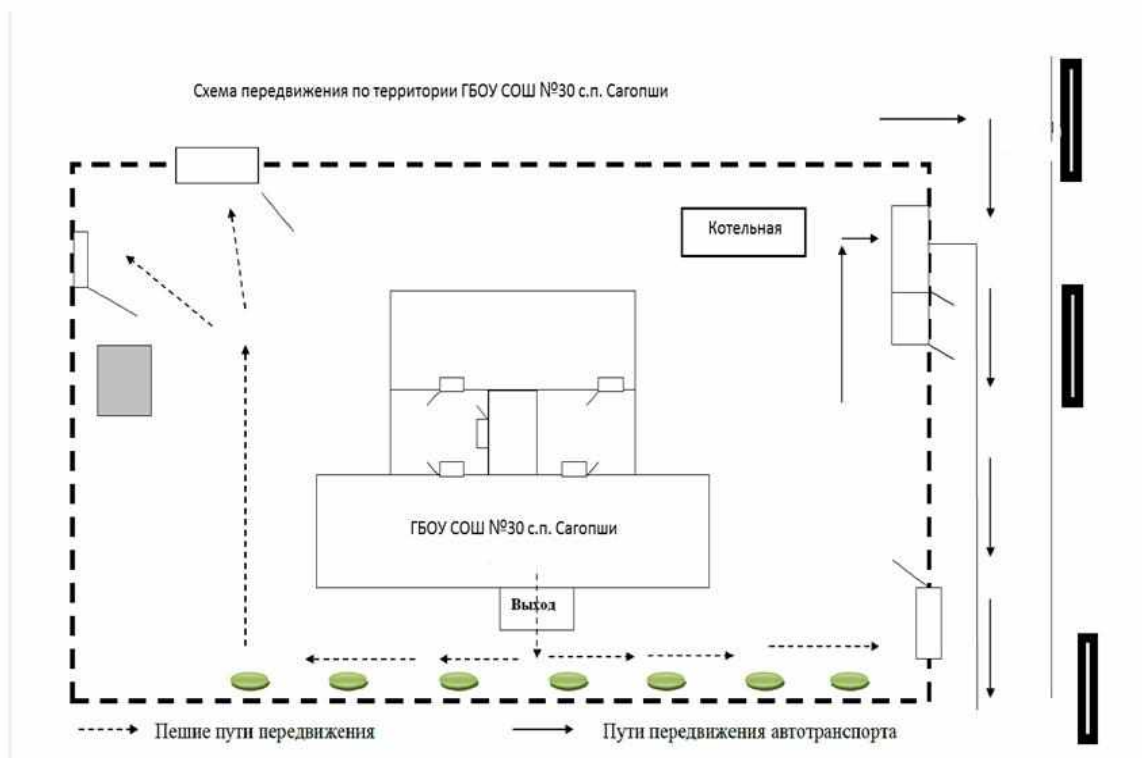 Схема передвижения по территории ГБОУ СОШ №30 с.п. Сагопши
Котельная
ГБОУ СОШ №30 с.п. Сагопши
Выход
Пешие пути передвижения
Пути передвижения автотранспорта